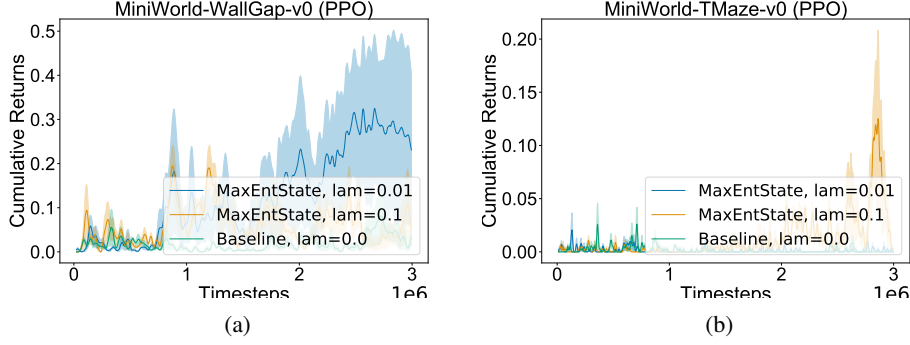 MiniWorld-WallGap-v0 (PPO)
Cumulative Returns
0.5
0.4
0.3
0.2
0.1
0.0
MaxEntState, lam=0.01
MaxEntState, lam=0.1
Baseline, lam=0.0
0 1 2 3
Timesteps 1e6
(a)
MiniWorld-TMaze-v0 (PPO)
Cumulative Returns
0.20
0.15
0.10
0.05
0.00
MaxEntState, lam=0.01
MaxEntState, lam=0.1
Baseline, lam=0.0
0 1 2 3
Timesteps 1e6
(b)